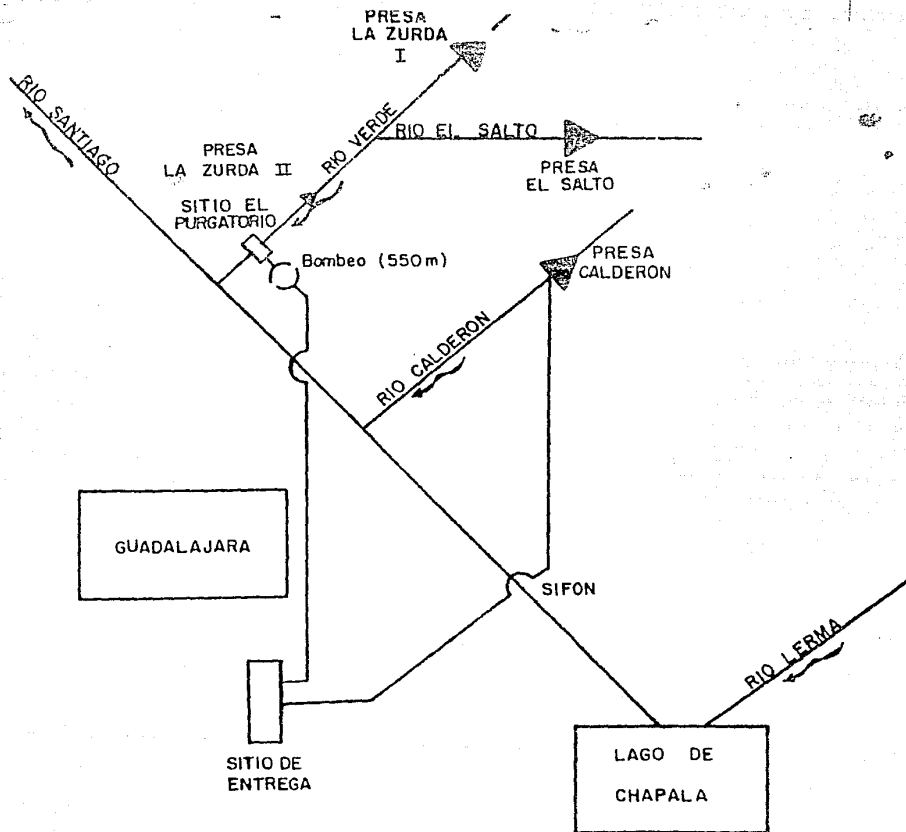 PRESA
LA ZURDA
I
RIO SANTIAGO
RIO VERDE
RIO EL SALTO
PRESA
LA ZURDA II
PRESA
EL SALTO
SITIO EL
PURGATORIO
Bombeo (550m)
PRESA
CALDERON
RIO CALDERON
GUADALAJARA
SIFON
RIO LERMA
SITIO DE
ENTREGA
LAGO DE
CHAPALA